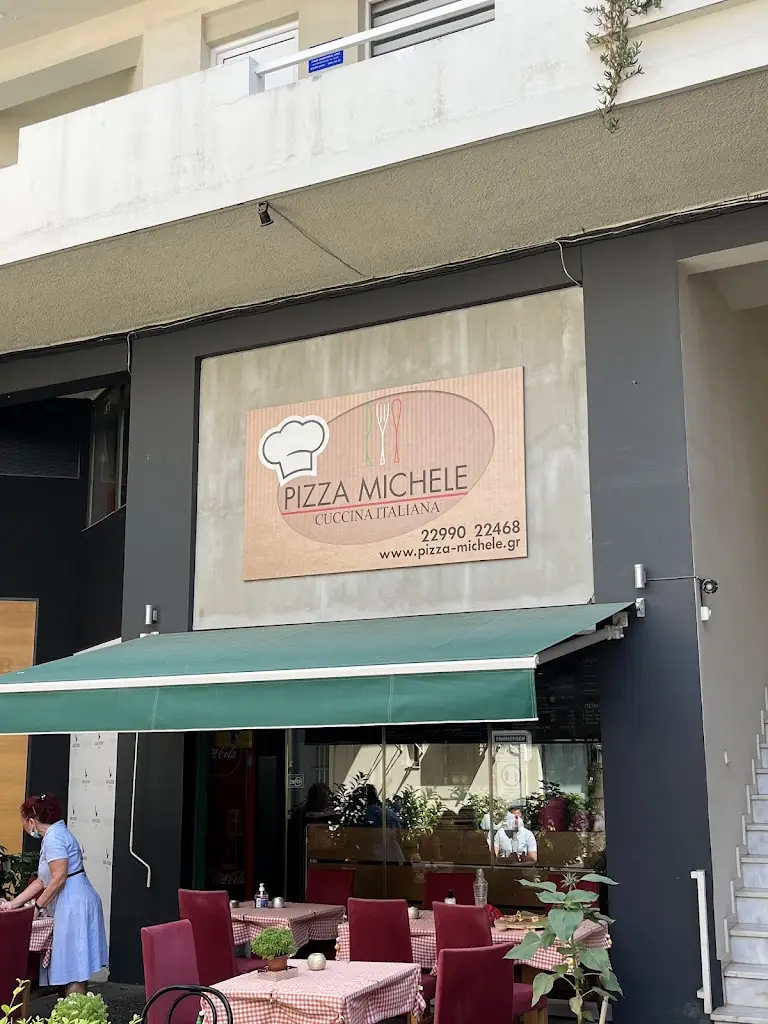 PIZZA MICHELE
CUCCINA ITALIANA
22990 22468
www.pizza-michele.gr